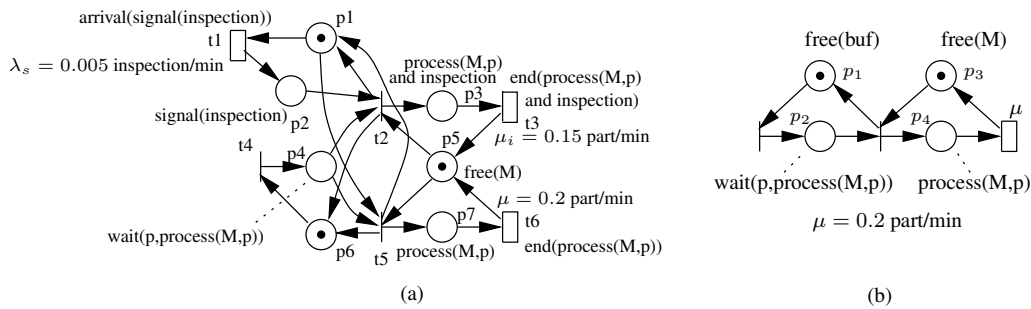 arrival(signal(inspection))
t1
p1
λs = 0.005 inspection/min
signal(inspection)
p2
process(M,p)
and inspection
p3
end(process(M,p)
and inspection)
t3
t2
μi = 0.15 part/min
t4
p4
p5
free(M)
μ = 0.2 part/min
wait(p,process(M,p))
p6
t5
p7
process(M,p)
t6
end(process(M,p))
(a)
free(buf)
free(M)
p1
p3
p2
p4
μ
wait(p,process(M,p))
process(M,p)
μ = 0.2 part/min
(b)